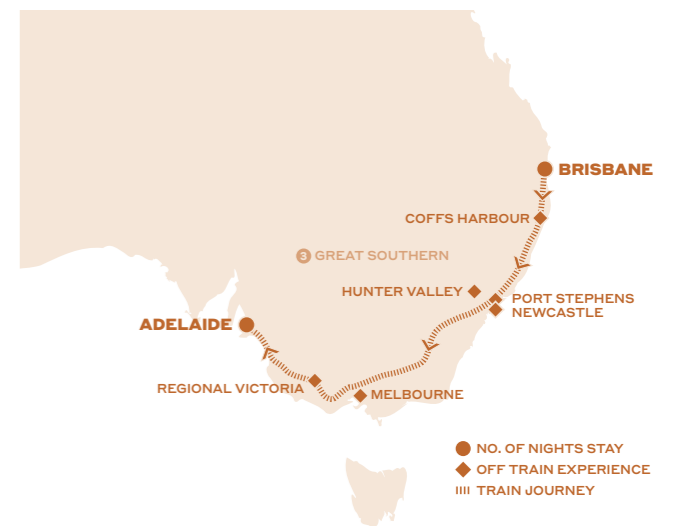 BRISBANE
COFFS HARBOUR
3 GREAT SOUTHERN
HUNTER VALLEY
PORT STEPHENS
NEWCASTLE
ADELAIDE
REGIONAL VICTORIA
MELBOURNE
NO. OF NIGHTS STAY
OFF TRAIN EXPERIENCE
TRAIN JOURNEY